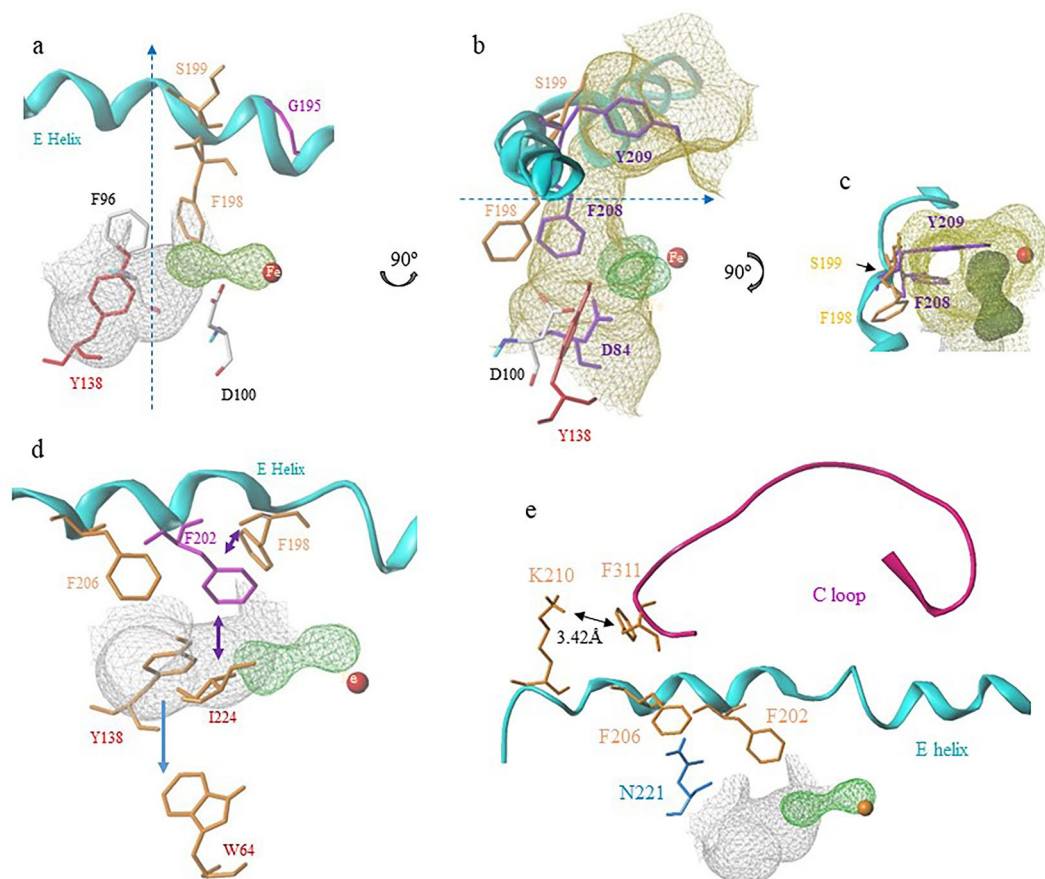 a
S199
G195
E Helix
F96
F198
Fe
Y138
D100
90°
b
S199
Y209
F198
F208
Fe
D84
D100
Y138
90°
c
Y209
S199
F208
F198
d
E Helix
F202
F198
F206
e
I224
Y138
W64
e
K210
F311
C loop
3.42Å
F206
F202
E helix
N221